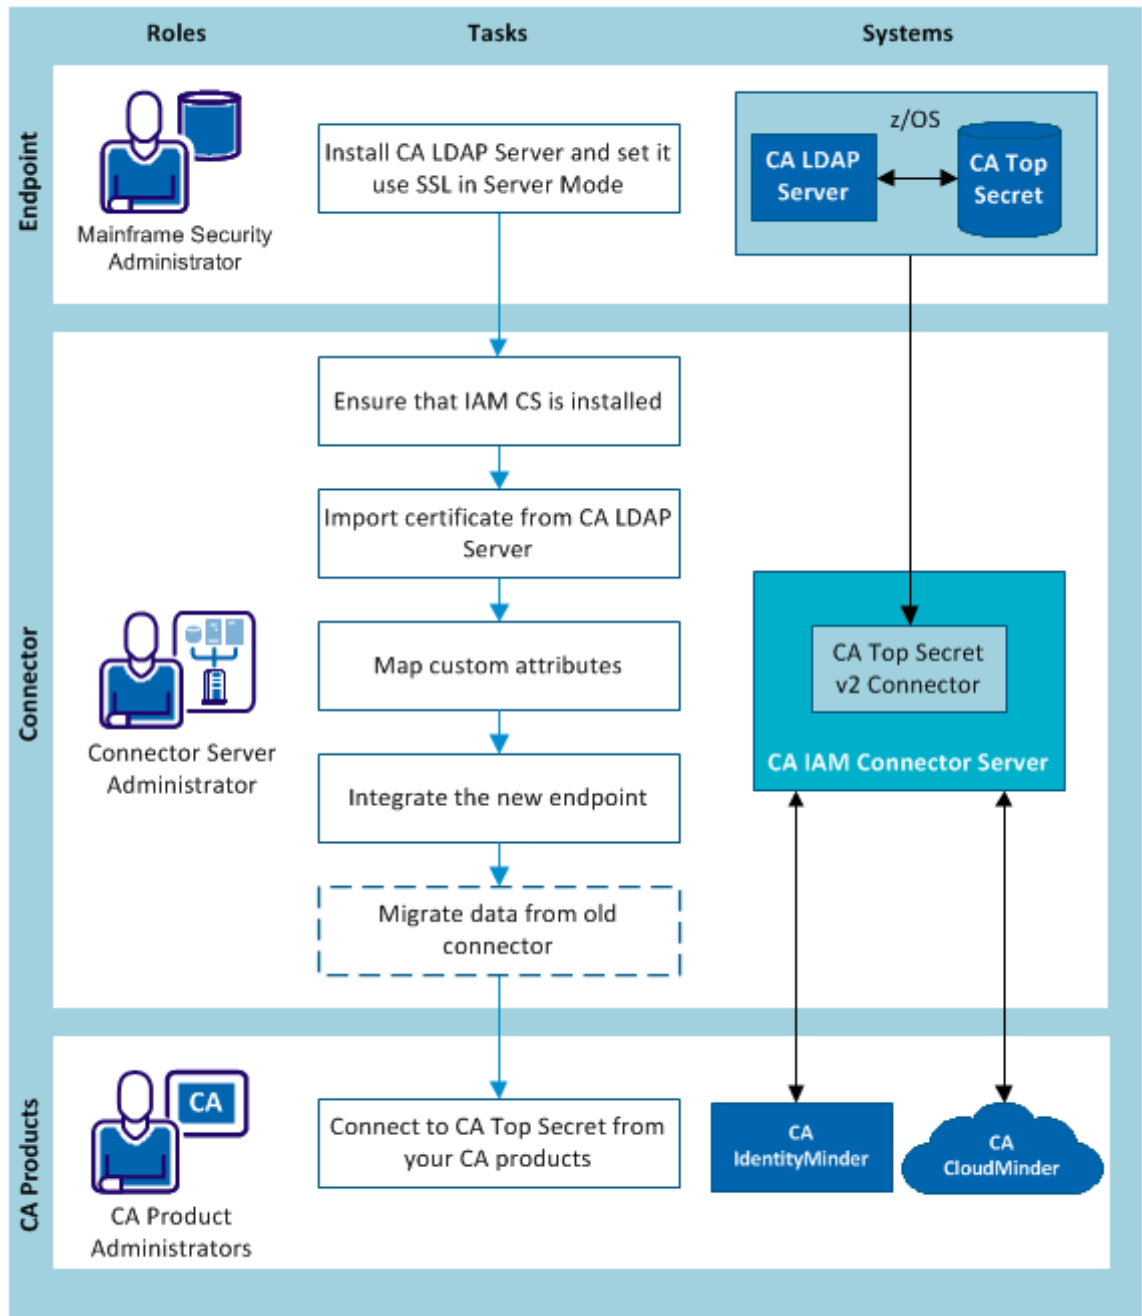 Roles
Tasks
Systems
Endpoint
Mainframe Security
Administrator
Install CA LDAP Server and set it
use SSL in Server Mode
z/OS
CA LDAP
Server
CA Top
Secret
Connector
Connector Server
Administrator
Ensure that IAM CS is installed
Import certificate from CA LDAP
Server
Map custom attributes
Integrate the new endpoint
Migrate data from old
connector
CA Top Secret
v2 Connector
CA IAM Connector Server
CA Products
CA
CA Product
Administrators
Connect to CA Top Secret from
your CA products
CA
IdentityMinder
CA
CloudMinder